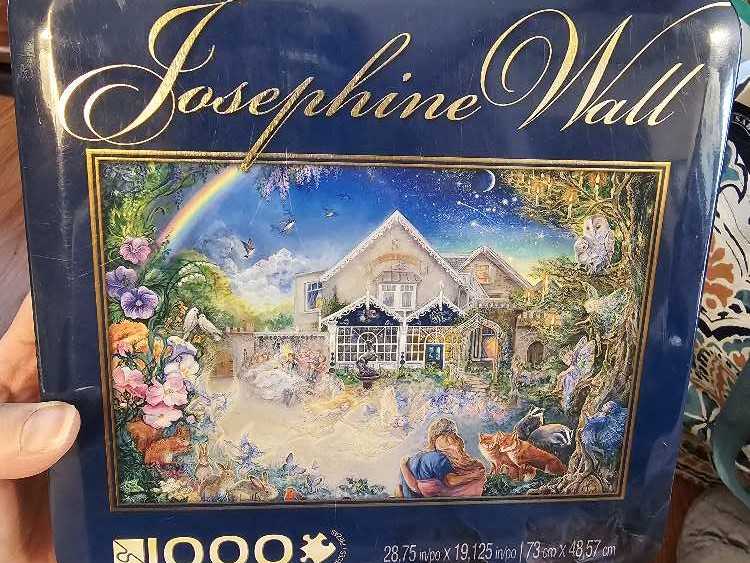 Josephine Wall
1000
28.75 in/po x 19.125 in/po | 73 cm x 48,57 cm